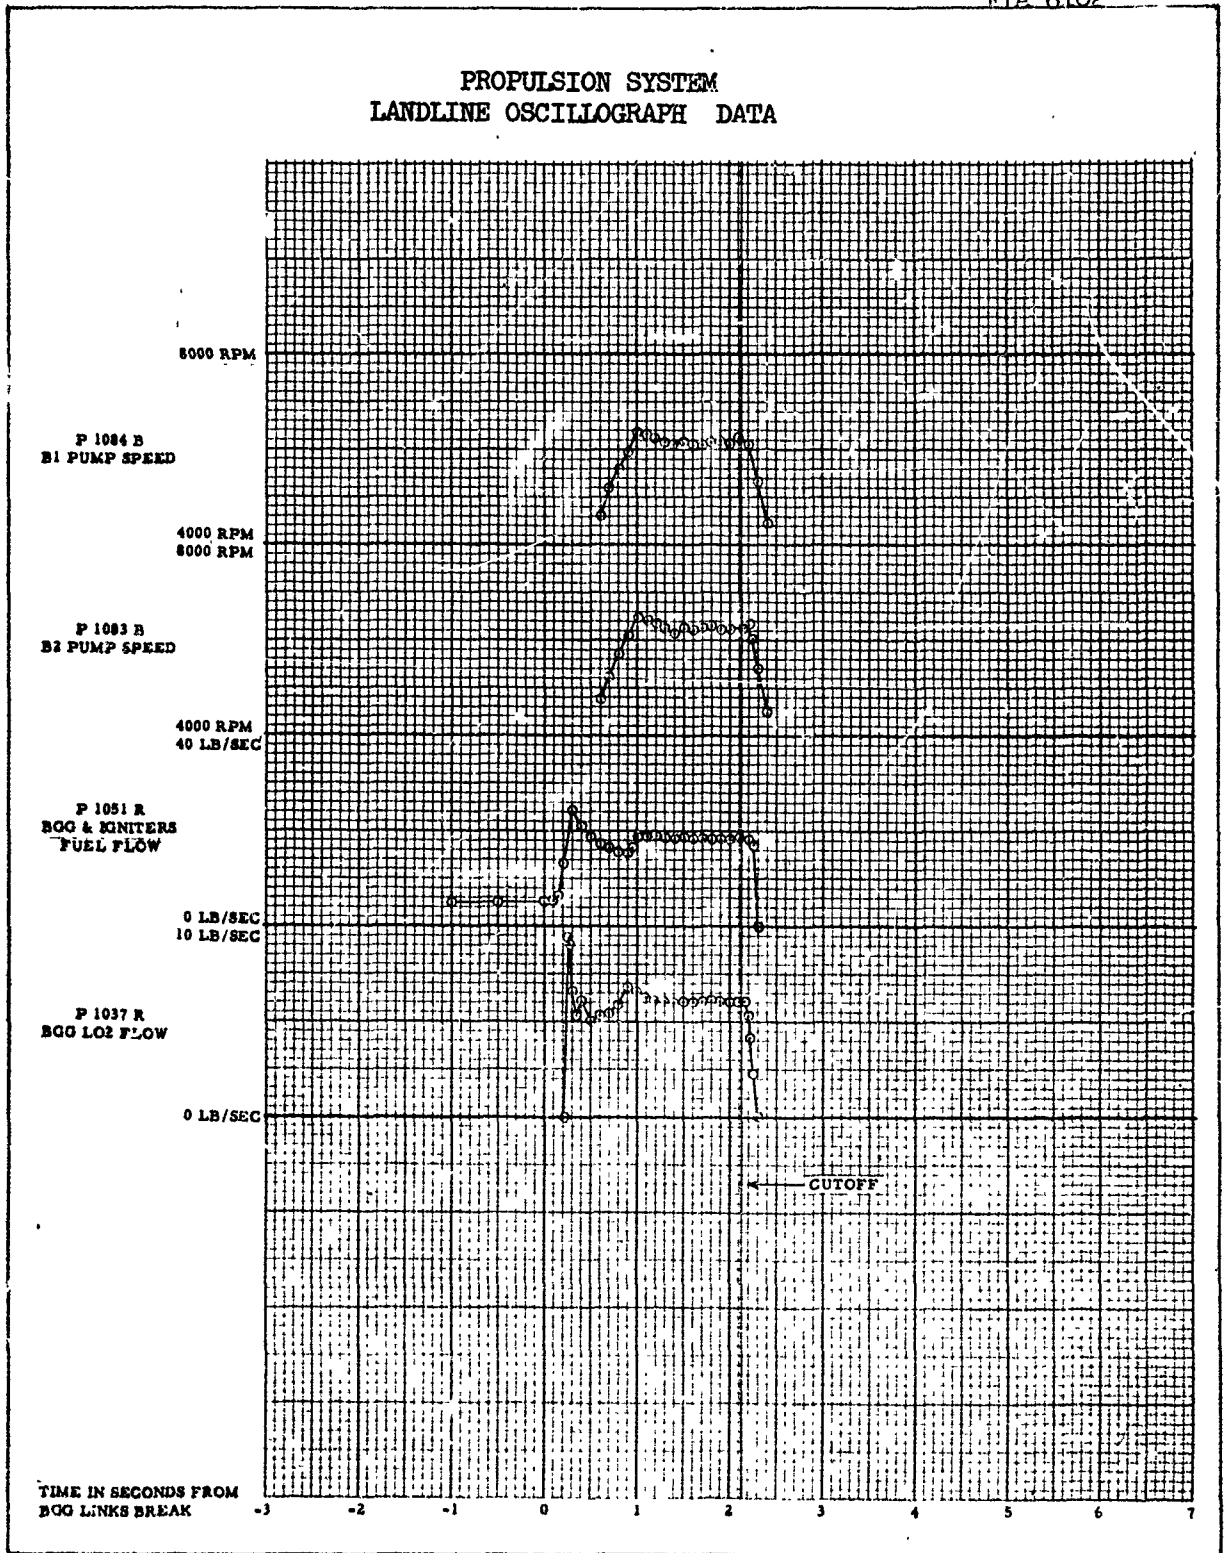 PROPULSION SYSTEM
LANDLINE OSCILLOGRAPH DATA
8000 RPM
P 1084 B
B1 PUMP SPEED
4000 RPM
8000 RPM
P 1083 B
B2 PUMP SPEED
4000 RPM
40 LB/SEC
P 1051 R
BGG & IGNITERS
FUEL FLOW
0 LB/SEC
10 LB/SEC
P 1037 R
BGG LO2 FLOW
0 LB/SEC
CUTOFF
TIME IN SECONDS FROM
BGG LINKS BREAK
-3 -2 -1 0 1 2 3 4 5 6 7